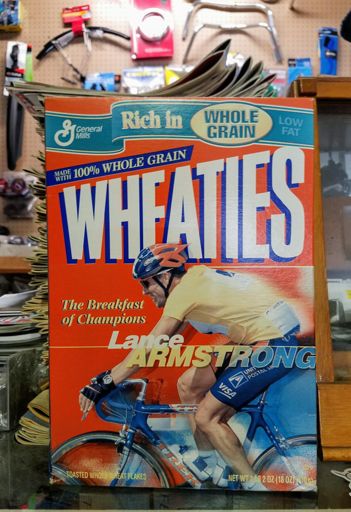 General
Mills
Rich in
WHOLE
GRAIN
LOW
FAT
MADE
WITH 100% WHOLE GRAIN
WHEATIES
The Breakfast
of Champions
Lance
ARMSTRONG
VISA
TOASTED WHOLE WHEAT FLAKES